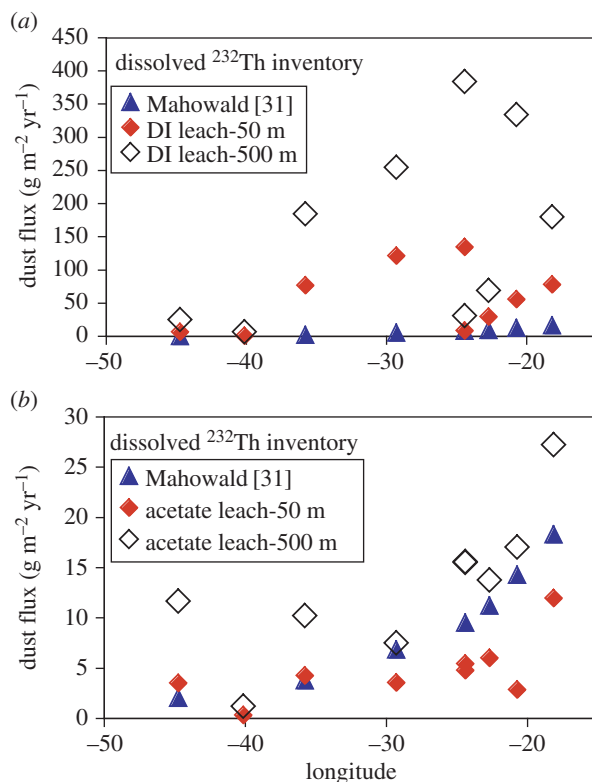 (a)
450
400
350
300
250
200
150
100
50
0
dust flux (g m⁻² yr⁻¹)
dissolved ²³²Th inventory
Mahowald [31]
DI leach-50 m
DI leach-500 m
−50 −40 −30 −20
(b)
30
25
20
15
10
5
0
dust flux (g m⁻² yr⁻¹)
dissolved ²³²Th inventory
Mahowald [31]
acetate leach-50 m
acetate leach-500 m
−50 −40 −30 −20
longitude